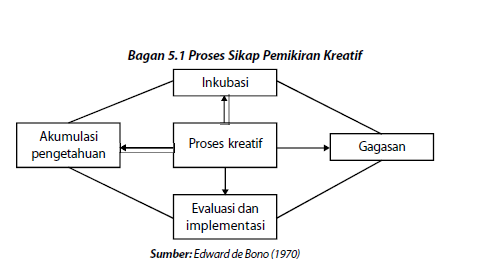 Bagan 5.1 Proses Sikap Pemikiran Kreatif
Inkubasi
Akumulasi
pengetahuan
Proses kreatif
Gagasan
Evaluasi dan
implementasi
Sumber: Edward de Bono (1970)